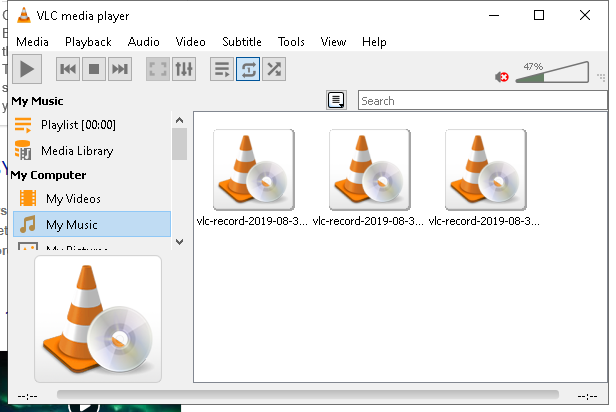 VLC media player
Media Playback Audio Video Subtitle Tools View Help
47%
My Music
Search
Playlist [00:00]
Media Library
My Computer
My Videos
My Music
My Pictures
vlc-record-2019-08-3... vlc-record-2019-08-3... vlc-record-2019-08-3...
--:-- --:--